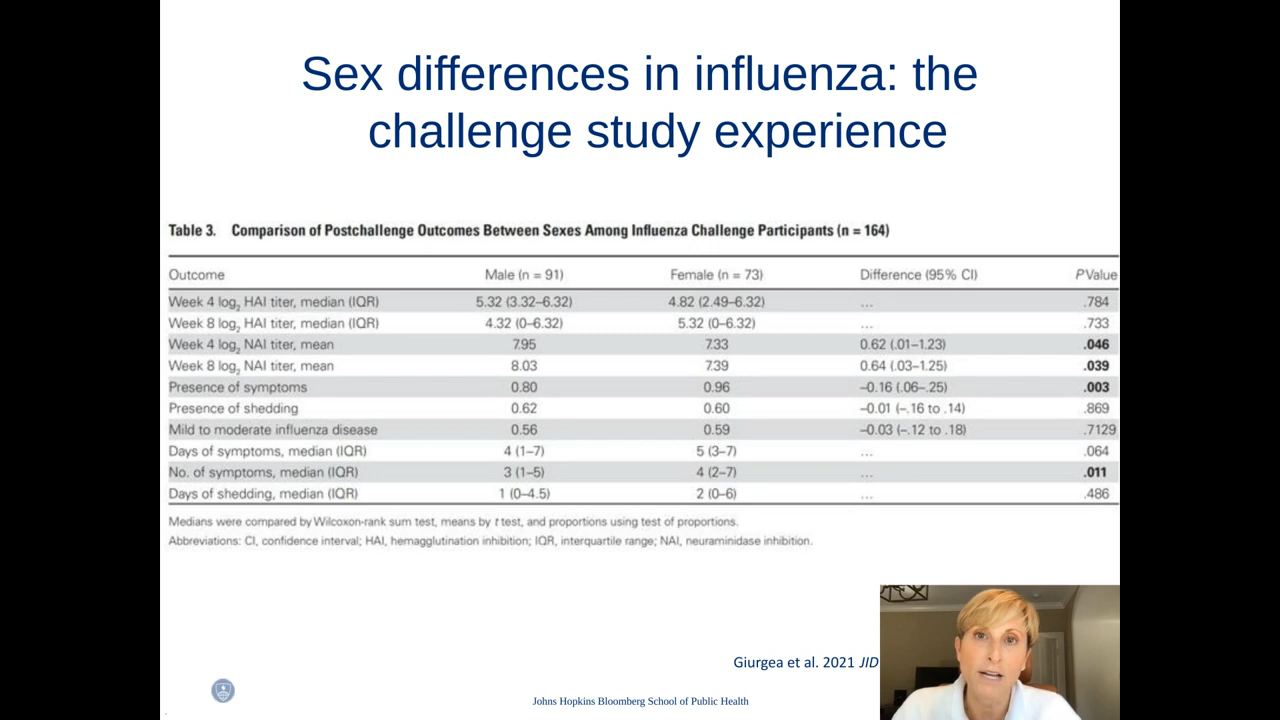 Sex differences in influenza: the
challenge study experience
Table 3. Comparison of Postchallenge Outcomes Between Sexes Among Influenza Challenge Participants (n = 164)
Outcome Male (n = 91) Female (n = 73) Difference (95% CI) P Value
Week 4 log2 HAI titer, median (IQR) 5.32 (3.32–6.32) 4.82 (2.49–6.32) ... .784
Week 8 log2 HAI titer, median (IQR) 4.32 (0–6.32) 5.32 (0–6.32) ... .733
Week 4 log2 NAI titer, mean 7.95 7.33 0.62 (.01–1.23) .046
Week 8 log2 NAI titer, mean 8.03 7.39 0.64 (.03–1.25) .039
Presence of symptoms 0.80 0.96 –0.16 (.06–.25) .003
Presence of shedding 0.62 0.60 –0.01 (–.16 to .14) .869
Mild to moderate influenza disease 0.56 0.59 –0.03 (–.12 to .18) .7129
Days of symptoms, median (IQR) 4 (1–7) 5 (3–7) ... .064
No. of symptoms, median (IQR) 3 (1–5) 4 (2–7) ... .011
Days of shedding, median (IQR) 1 (0–4.5) 2 (0–6) ... .486
Medians were compared by Wilcoxon-rank sum test, means by t test, and proportions using test of proportions.
Abbreviations: CI, confidence interval; HAI, hemagglutination inhibition; IQR, interquartile range; NAI, neuraminidase inhibition.
Giurgea et al. 2021 JID
Johns Hopkins Bloomberg School of Public Health